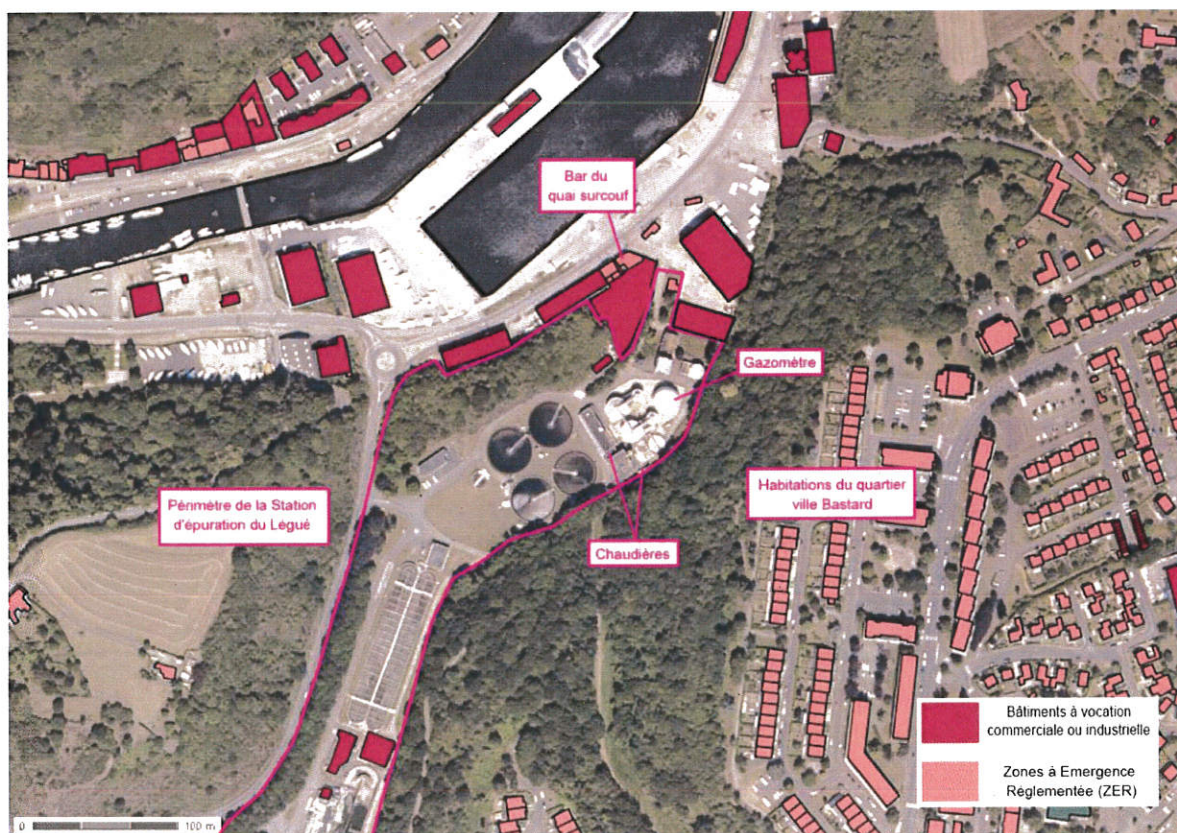 Bar du
quai surcouf
Gazomètre
Périmètre de la Station
d'épuration du Légué
Habitations du quartier
ville Bastard
Chaudières
Bâtiments à vocation
commerciale ou industrielle
Zones à Emergence
Réglementée (ZER)
0 100 m